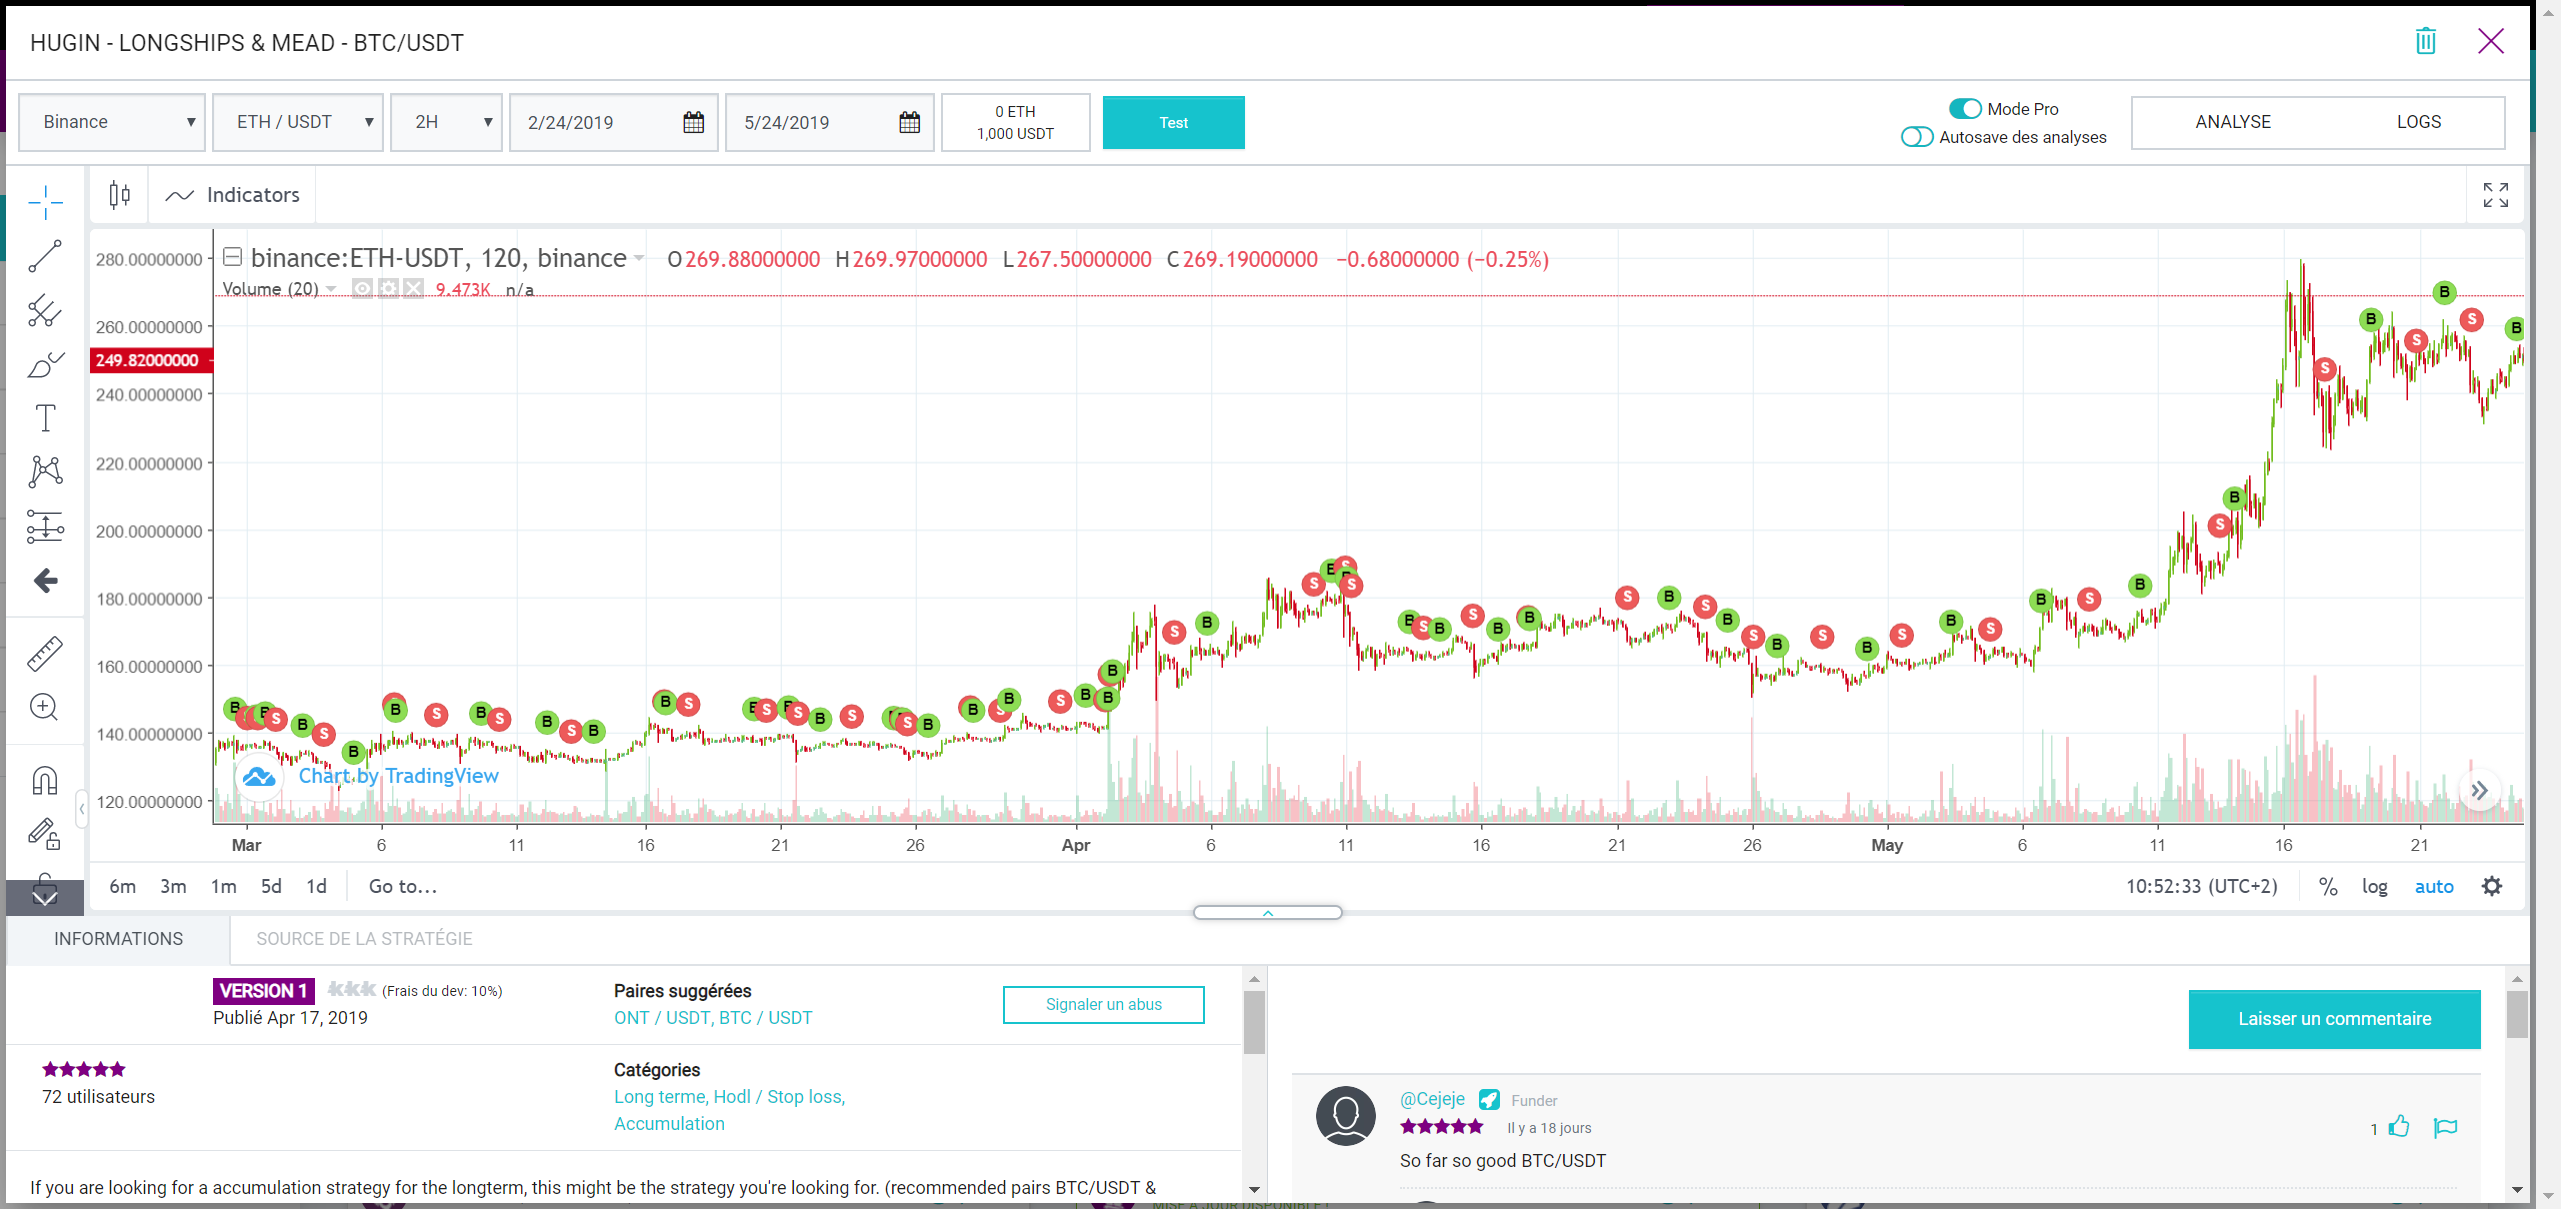 HUGIN - LONGSHIPS & MEAD - BTC/USDT
Binance ETH / USDT 2H 2/24/2019 5/24/2019 0 ETH
1,000 USDT
Test
Mode Pro
Autosave des analyses
ANALYSE LOGS
Indicators
binance:ETH-USDT, 120, binance O269.88000000 H269.97000000 L267.50000000 C269.19000000 −0.68000000 (−0.25%)
Volume (20) 9.473K n/a
280.00000000
260.00000000
249.82000000
240.00000000
220.00000000
200.00000000
180.00000000
160.00000000
140.00000000
120.00000000
Chart by TradingView
Mar 6 11 16 21 26 Apr 6 11 16 21 26 May 6 11 16 21
6m 3m 1m 5d 1d Go to... 10:52:33 (UTC+2) % log auto
INFORMATIONS SOURCE DE LA STRATÉGIE
VERSION 1 (Frais du dev: 10%)
Publié Apr 17, 2019
Paires suggérées
ONT / USDT, BTC / USDT
Signaler un abus
72 utilisateurs
Catégories
Long terme, Hodl / Stop loss,
Accumulation
If you are looking for a accumulation strategy for the longterm, this might be the strategy you're looking for. (recommended pairs BTC/USDT &
Laisser un commentaire
@Cejeje Funder
Il y a 18 jours
1
So far so good BTC/USDT